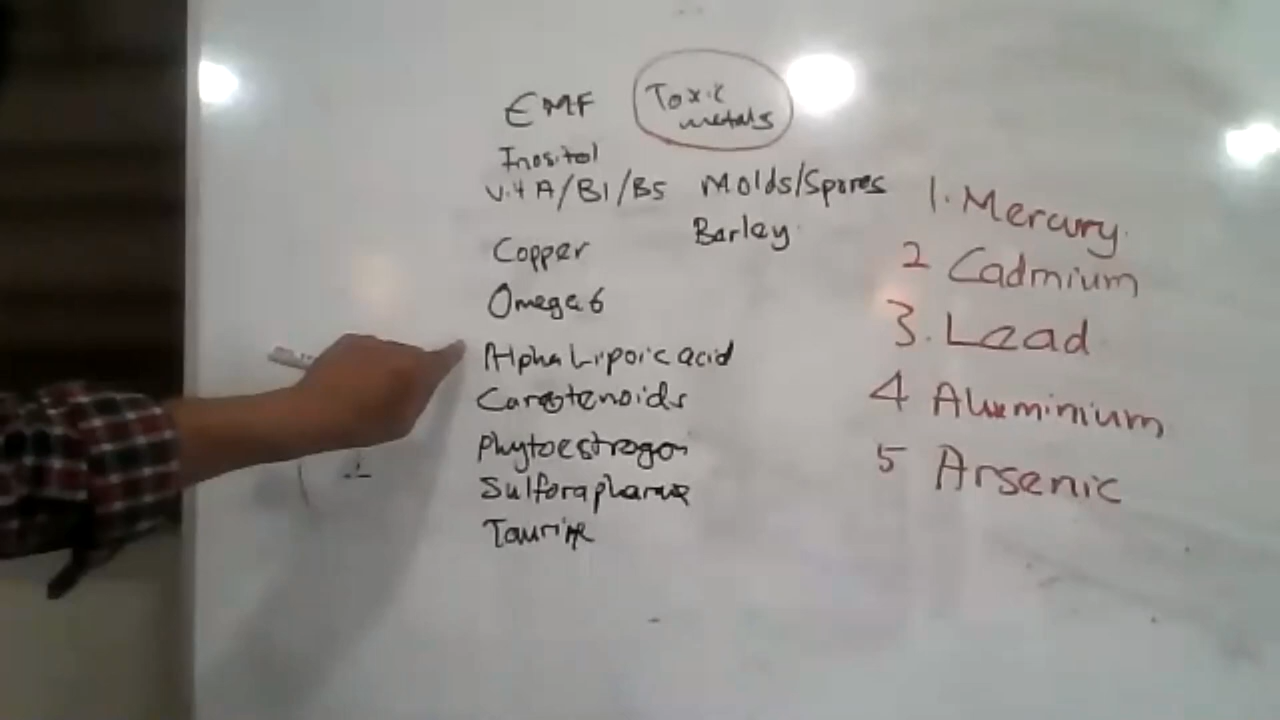 EMF
Toxic
metals
Inositol
Vit A/B1/B5
Molds/Spores
Barley
Copper
Omega 6
Alpha Lipoic acid
Carotenoids
Phytoestrogen
Sulforaphane
Taurine
1. Mercury
2 Cadmium
3. Lead
4 Aluminium
5 Arsenic